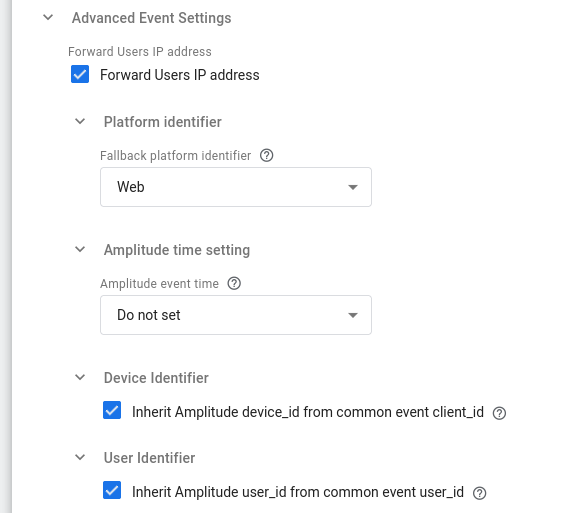 Advanced Event Settings
Forward Users IP address
Forward Users IP address
Platform identifier
Fallback platform identifier
Web
Amplitude time setting
Amplitude event time
Do not set
Device Identifier
Inherit Amplitude device_id from common event client_id
User Identifier
Inherit Amplitude user_id from common event user_id